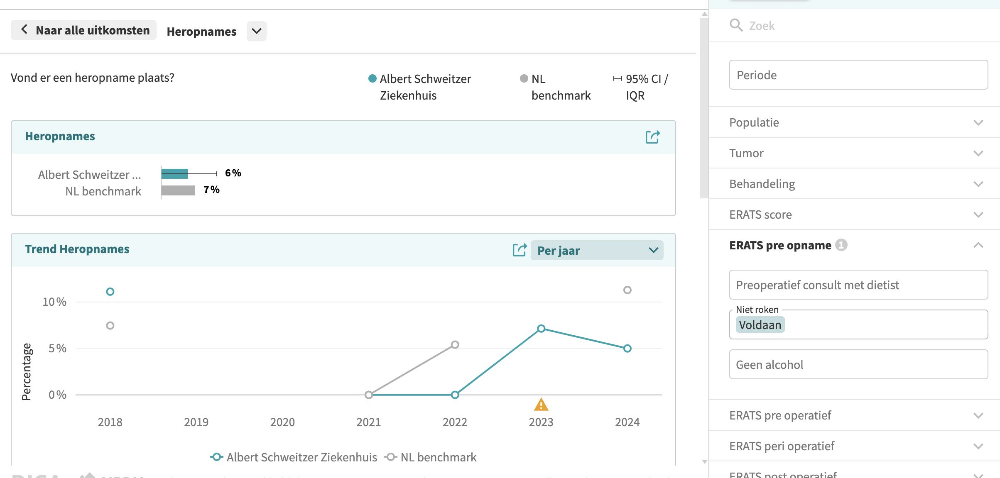 Naar alle uitkomsten
Heropnames
Vond er een heropname plaats?
Albert Schweitzer
Ziekenhuis
NL
benchmark
95% CI /
IQR
Heropnames
Albert Schweitzer ...
6%
NL benchmark
7%
Trend Heropnames
Per jaar
Percentage
10%
5%
0%
2018 2019 2020 2021 2022 2023 2024
Albert Schweitzer Ziekenhuis NL benchmark
Zoek
Periode
Populatie
Tumor
Behandeling
ERATS score
ERATS pre opname 1
Preoperatief consult met dietist
Niet roken
Voldaan
Geen alcohol
ERATS pre operatief
ERATS peri operatief
ERATS post operatief